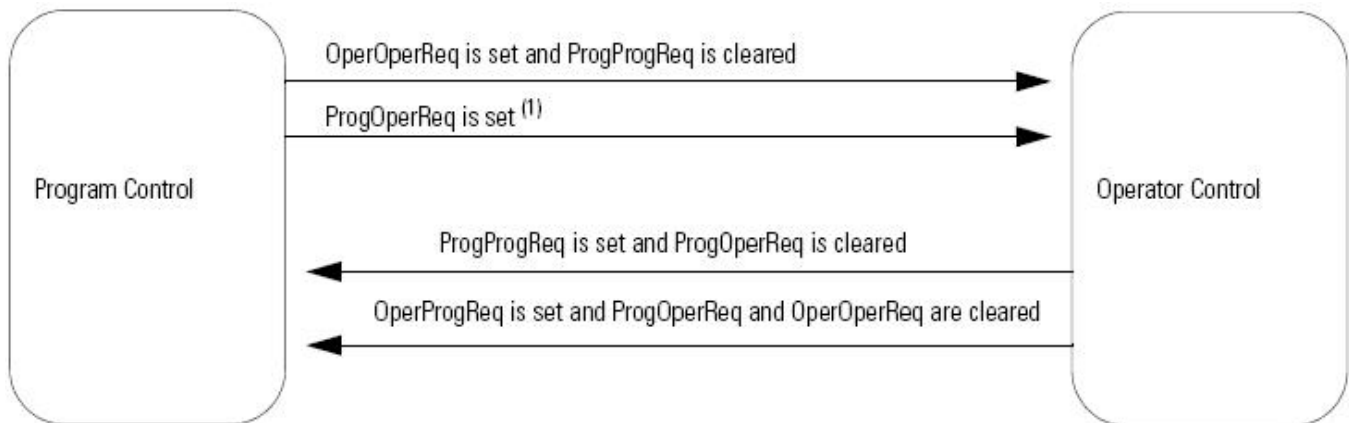 OperOperReq is set and ProgProgReq is cleared
ProgOperReq is set (1)
Program Control
Operator Control
ProgProgReq is set and ProgOperReq is cleared
OperProgReq is set and ProgOperReq and OperOperReq are cleared